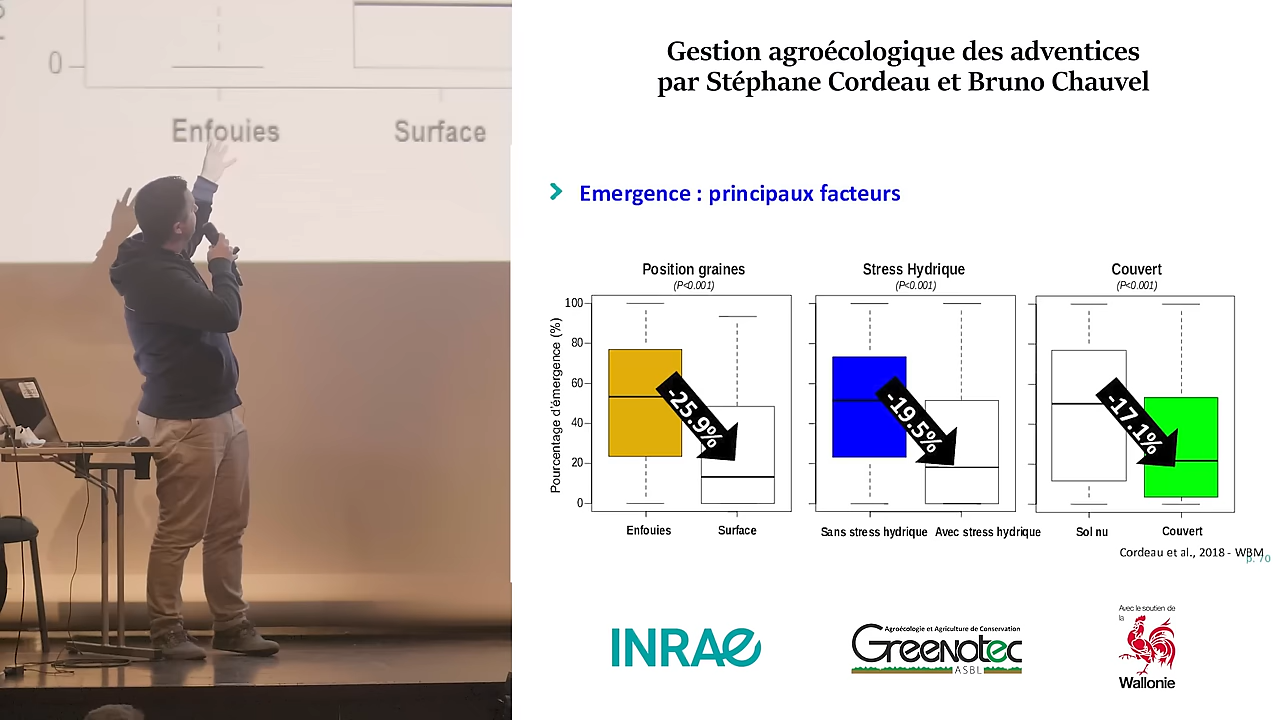 0
Enfouies
Surface
Gestion agroécologique des adventices
par Stéphane Cordeau et Bruno Chauvel
Emergence : principaux facteurs
Position graines
(P<0.001)
Stress Hydrique
(P<0.001)
Couvert
(P<0.001)
Pourcentage d'émergence (%)
100
80
60
40
20
0
-25.9%
-19.5%
-17.1%
Enfouies
Surface
Sans stress hydrique
Avec stress hydrique
Sol nu
Couvert
Cordeau et al., 2018 - WBM
p. 70
INRAE
Agroécologie et Agriculture de Conservation
Greenotec
ASBL
Avec le soutien de
la
Wallonie